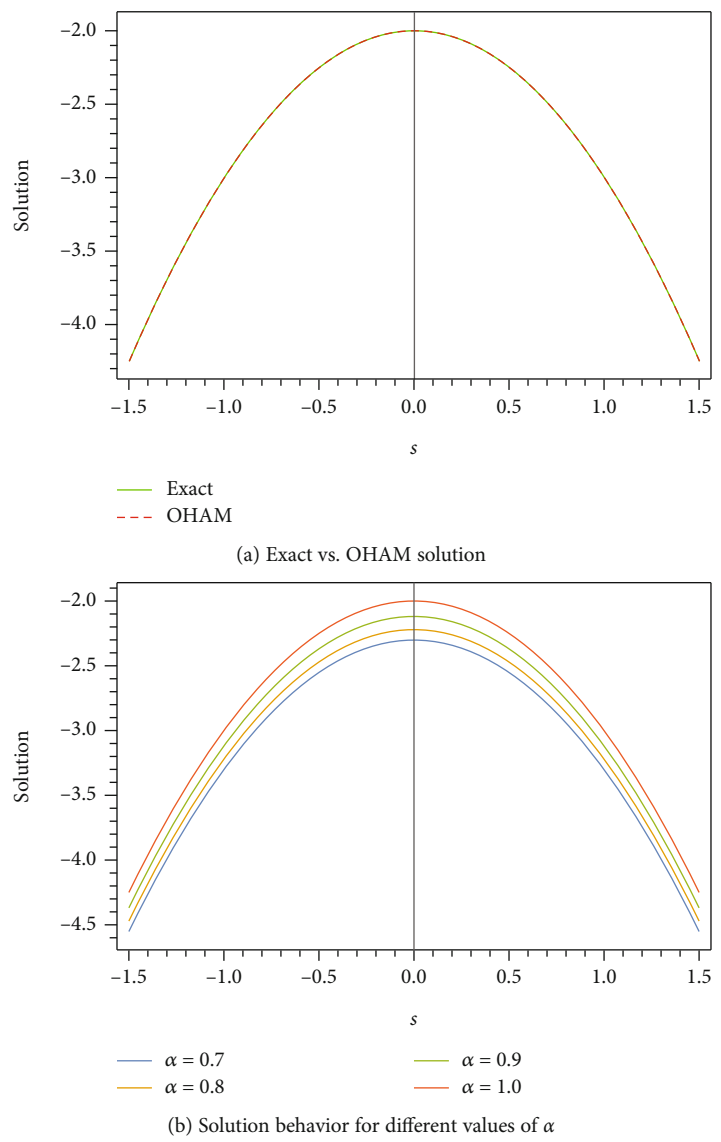 −2.0
−2.5
−3.0
−3.5
−4.0
Solution
−1.5 −1.0 −0.5 0.0 0.5 1.0 1.5
s
Exact
OHAM
(a) Exact vs. OHAM solution
−2.0
−2.5
−3.0
−3.5
−4.0
−4.5
Solution
−1.5 −1.0 −0.5 0.0 0.5 1.0 1.5
s
α = 0.7 α = 0.9
α = 0.8 α = 1.0
(b) Solution behavior for different values of α